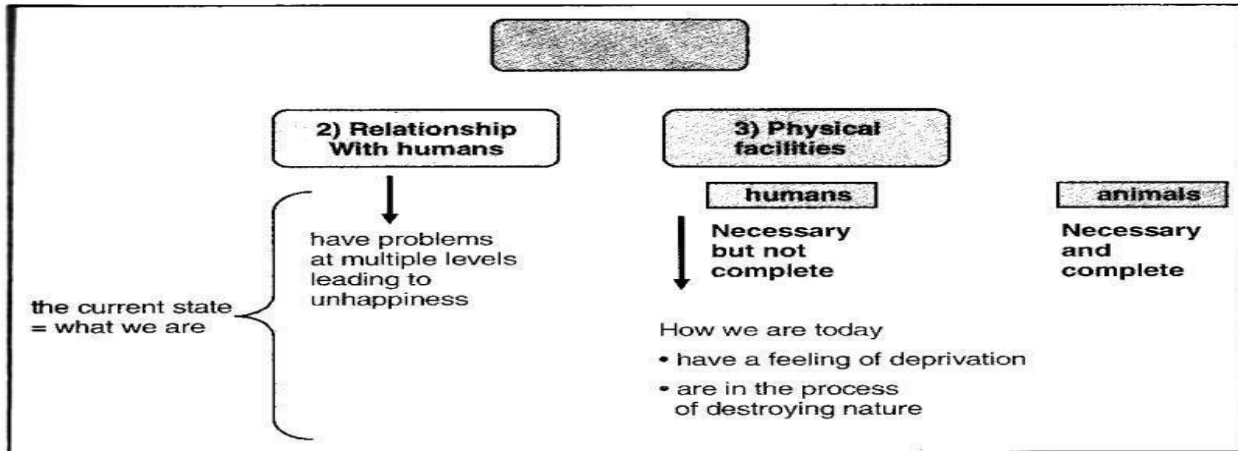 2) Relationship
With humans
3) Physical
facilities
humans
animals
have problems
at multiple levels
leading to
unhappiness
Necessary
but not
complete
Necessary
and
complete
the current state
= what we are
How we are today
• have a feeling of deprivation
• are in the process
of destroying nature